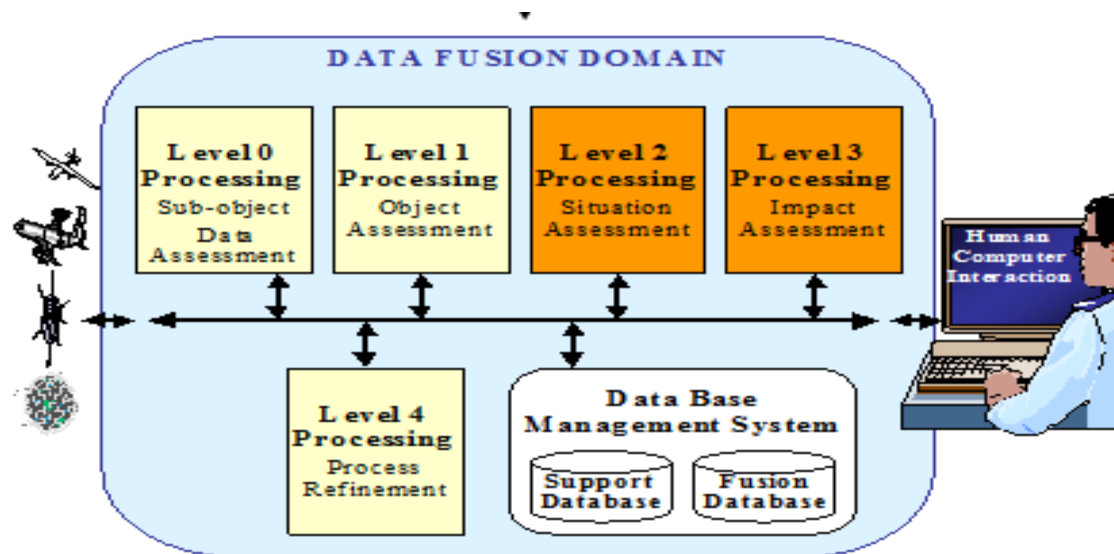 DATA FUSION DOMAIN
Level 0
Processing
Sub-object
Data
Assessment
Level 1
Processing
Object
Assessment
Level 2
Processing
Situation
Assessment
Level 3
Processing
Impact
Assessment
Human
Computer
Interaction
Level 4
Processing
Process
Refinement
Data Base
Management System
Support
Database
Fusion
Database